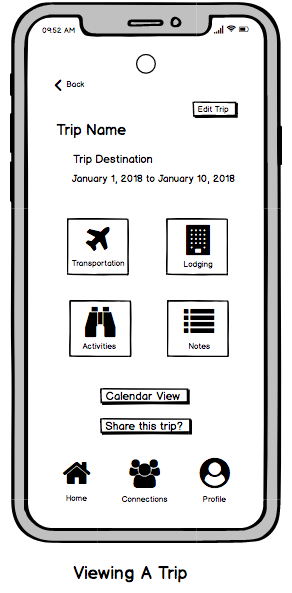 09:52 AM
Back
Edit Trip
Trip Name
Trip Destination
January 1, 2018 to January 10, 2018
Transportation
Lodging
Activities
Notes
Calendar View
Share this trip?
Home
Connections
Profile
Viewing A Trip